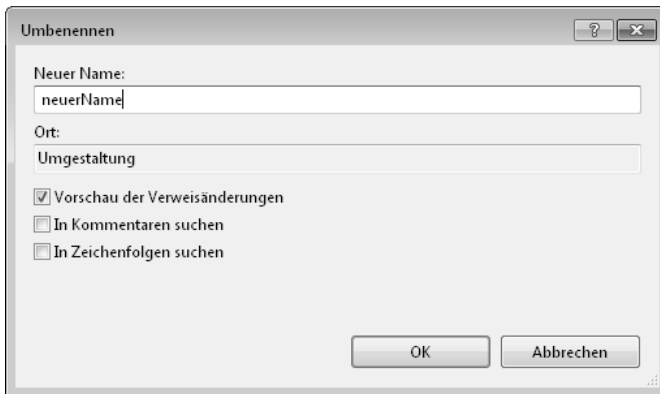 Umbenennen
Neuer Name:
neuerName
Ort:
Umgestaltung
Vorschau der Verweisänderungen
In Kommentaren suchen
In Zeichenfolgen suchen
OK
Abbrechen